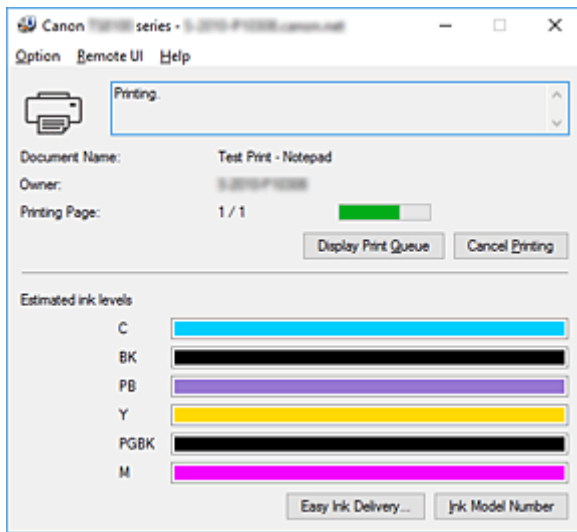 Canon series -
Option Remote UI Help
Printing.
Document Name: Test Print - Notepad
Owner:
Printing Page: 1 / 1
Display Print Queue Cancel Printing
Estimated ink levels
C
BK
PB
Y
PGBK
M
Easy Ink Delivery... Ink Model Number